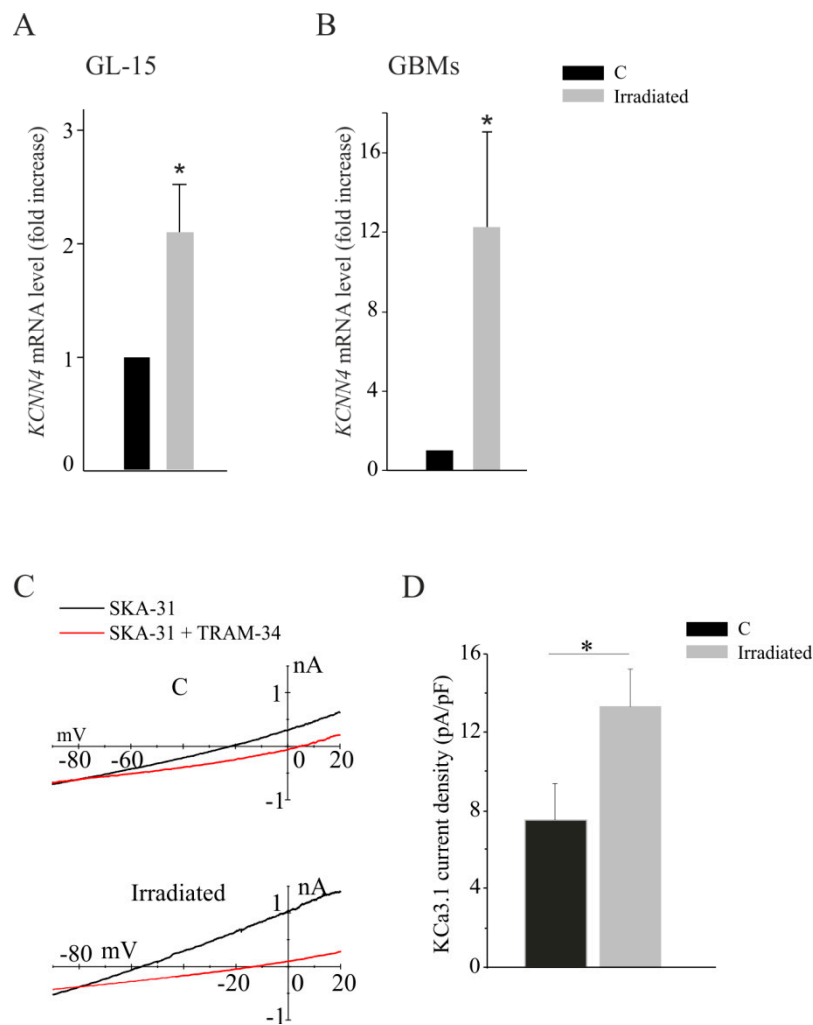 A
GL-15
KCNN4 mRNA level (fold increase)
3
2
1
0
*
B
GBMs
KCNN4 mRNA level (fold increase)
16
12
8
4
0
*
C
Irradiated
C
SKA-31
SKA-31 + TRAM-34
C
nA
1
mV
-80 -60 0 20
-1
Irradiated
nA
1
-80 mV
-20 0 20
-1
D
C
Irradiated
KCa3.1 current density (pA/pF)
16
12
8
4
0
*